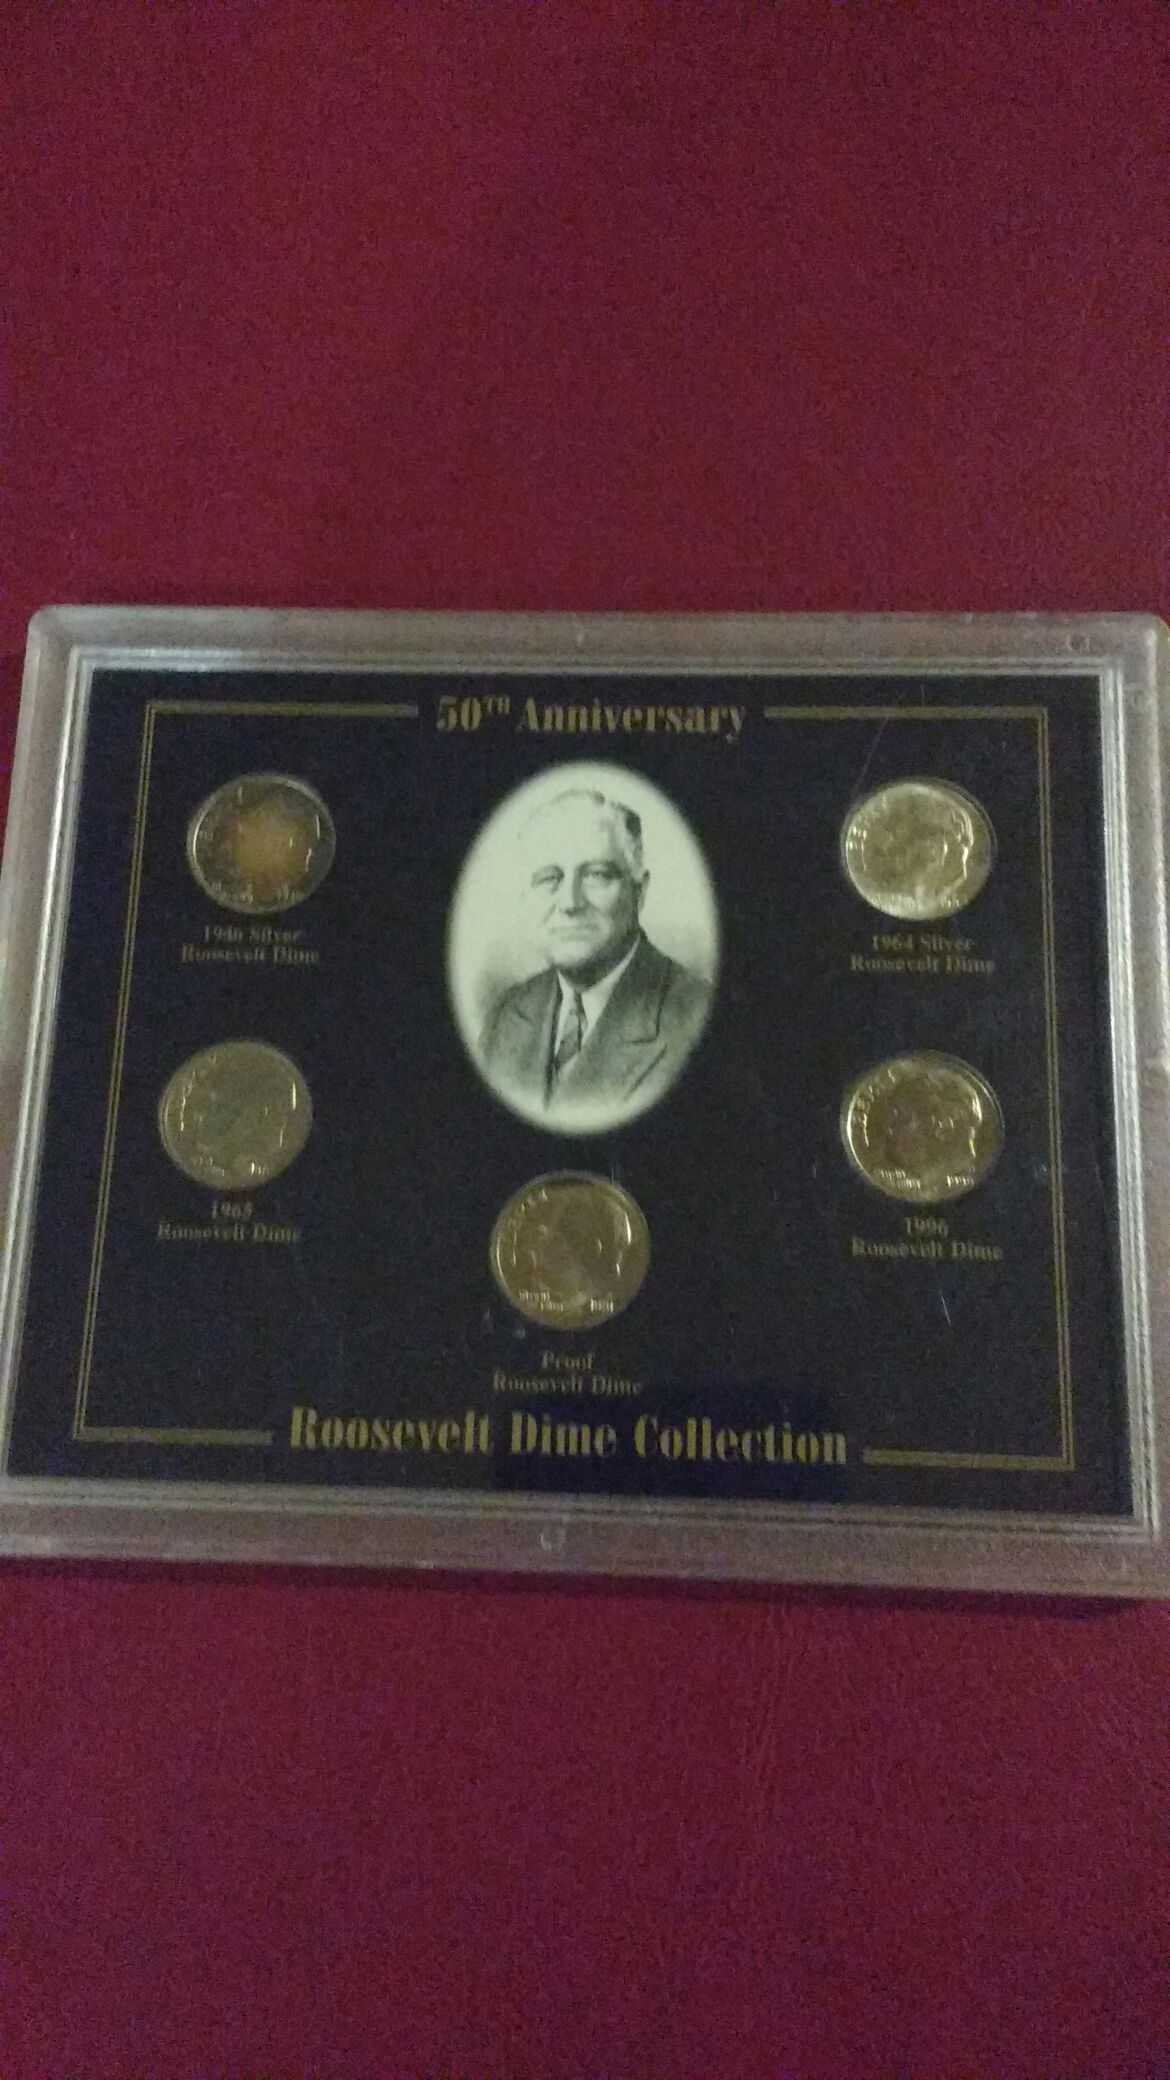 50TH Anniversary
1946 Silver
Roosevelt Dime
1964 Silver
Roosevelt Dime
1965
Roosevelt Dime
1996
Roosevelt Dime
Proof
Roosevelt Dime
Roosevelt Dime Collection